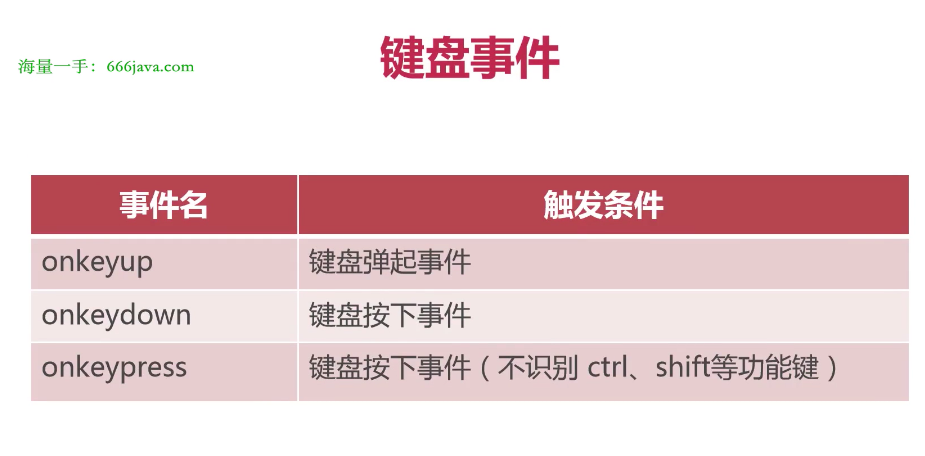 键盘事件
海量一手：666java.com
事件名 触发条件
onkeyup 键盘弹起事件
onkeydown 键盘按下事件
onkeypress 键盘按下事件（不识别 ctrl、shift等功能键）